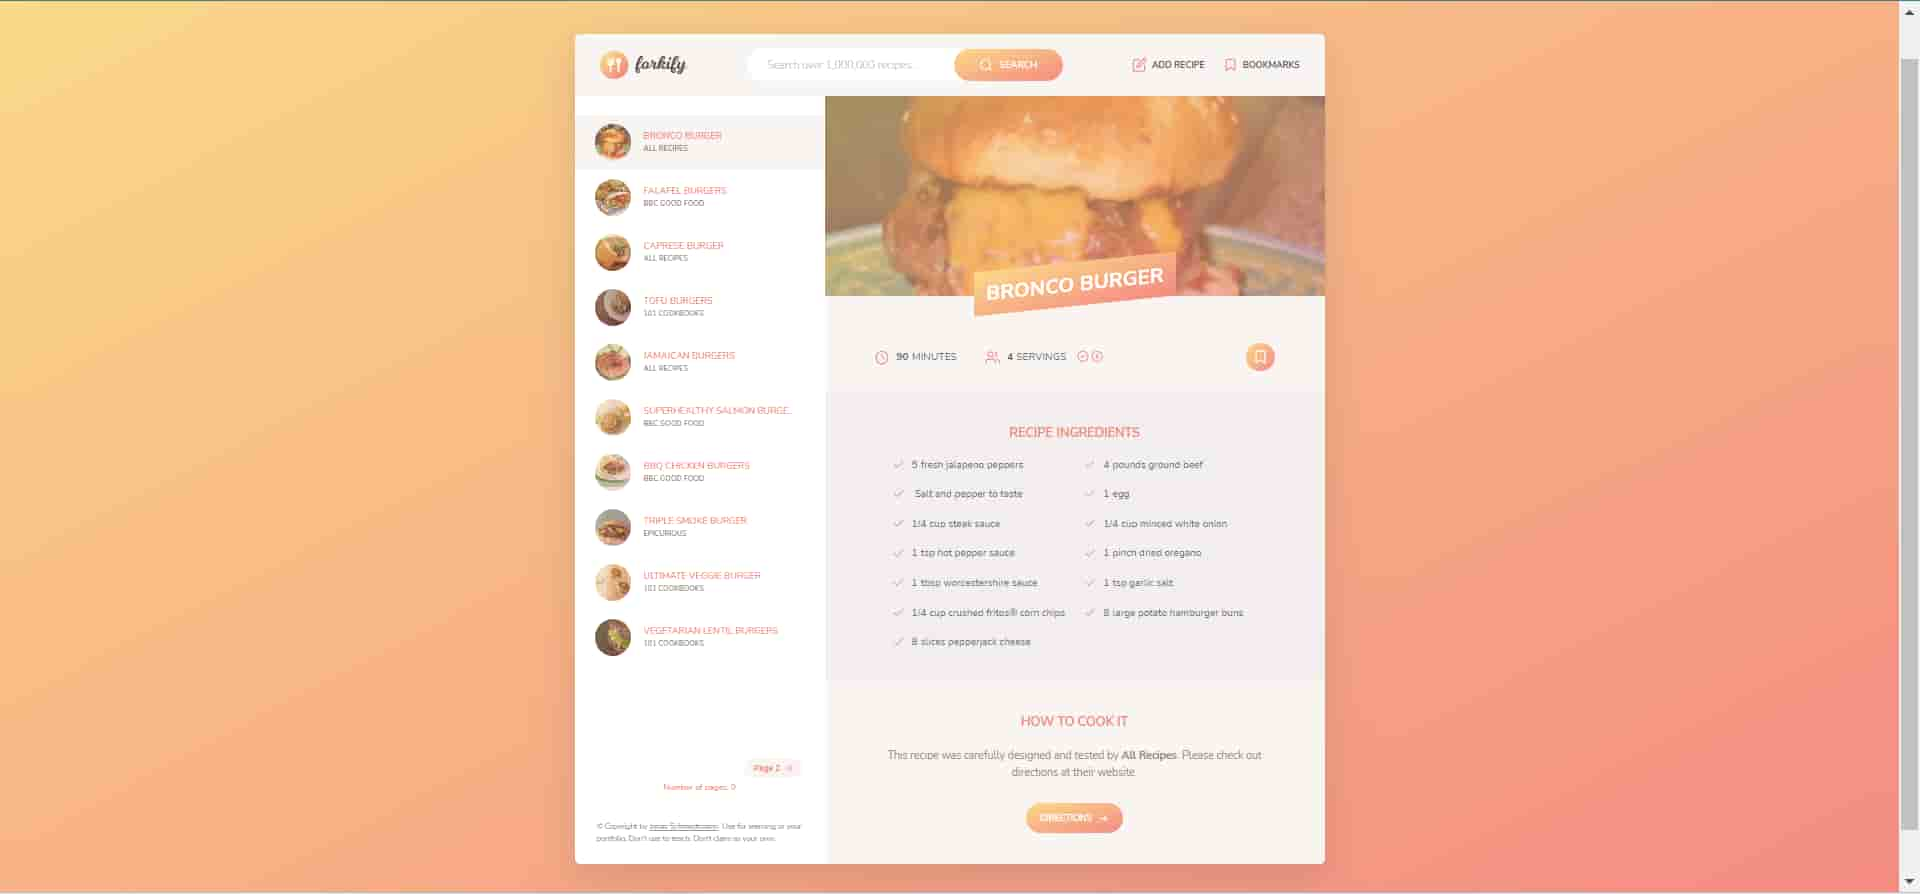 forkify
Search over 1,000,000 recipes...
SEARCH
ADD RECIPE
BOOKMARKS
BRONCO BURGER
ALL RECIPES
FALAFEL BURGERS
BBC GOOD FOOD
CAPRESE BURGER
ALL RECIPES
TOFU BURGERS
101 COOKBOOKS
JAMAICAN BURGERS
ALL RECIPES
SUPERHEALTHY SALMON BURGE...
BBC GOOD FOOD
BBQ CHICKEN BURGERS
BBC GOOD FOOD
TRIPLE SMOKE BURGER
EPICURIOUS
ULTIMATE VEGGIE BURGER
101 COOKBOOKS
VEGETARIAN LENTIL BURGERS
101 COOKBOOKS
Page 2 →
Number of pages:
© Copyright by Jonas Schmedtmann. Use for learning or your
portfolio. Don't use to teach. Don't claim as your own.
BRONCO BURGER
90 MINUTES
4 SERVINGS
RECIPE INGREDIENTS
5 fresh jalapeno peppers
4 pounds ground beef
Salt and pepper to taste
1 egg
1/4 cup steak sauce
1/4 cup minced white onion
1 tsp hot pepper sauce
1 pinch dried oregano
1 tbsp worcestershire sauce
1 tsp garlic salt
1/4 cup crushed fritos® corn chips
8 large potato hamburger buns
8 slices pepperjack cheese
HOW TO COOK IT
This recipe was carefully designed and tested by All Recipes. Please check out
directions at their website.
DIRECTIONS →